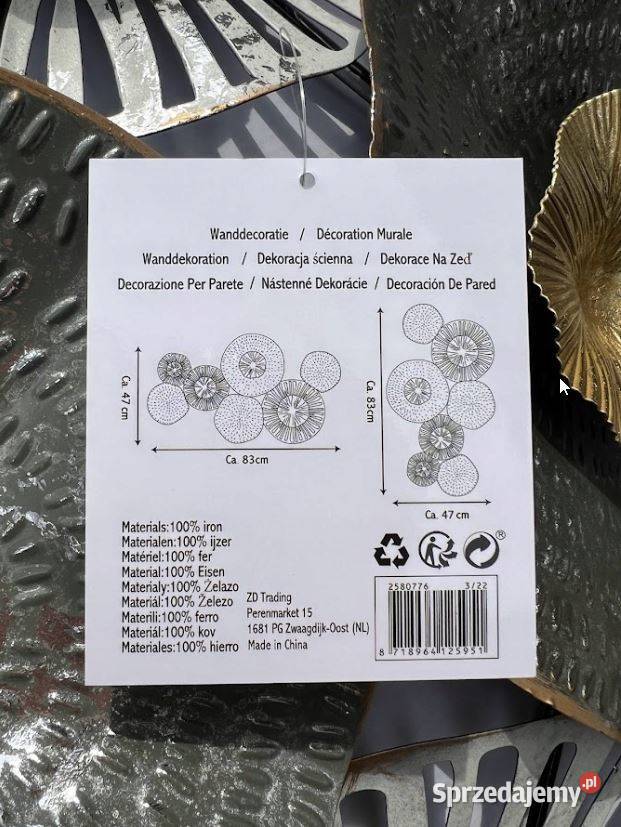 Wanddecoratie / Décoration Murale
Wanddekoration / Dekoracja ścienna / Dekorace Na Zeď
Decorazione Per Parete / Nástenné Dekorácie / Decoración De Pared
Ca. 47 cm
Ca. 83cm
Ca. 83cm
Ca. 47 cm
Materials:100% iron
Materialen:100% ijzer
Matériel:100% fer
Material:100% Eisen
Materialy:100% Żelazo
Materiál:100% Železo
Materili:100% ferro
Materiál:100% kov
Materiales:100% hierro
ZD Trading
Perenmarket 15
1681 PG Zwaagdijk-Oost (NL)
Made in China
®
2580776 3/22
8 718964 125951
Sprzedajemy.pl